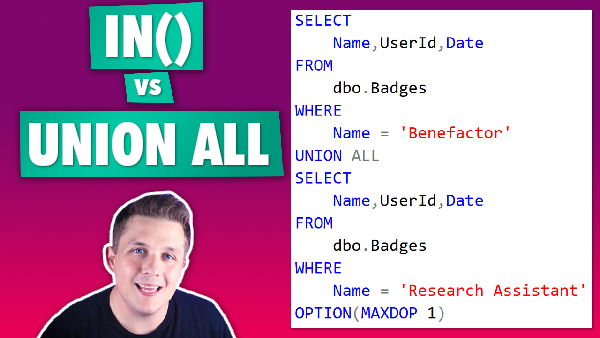 IN()
VS
UNION ALL
SELECT
Name,UserId,Date
FROM
dbo.Badges
WHERE
Name = 'Benefactor'
UNION ALL
SELECT
Name,UserId,Date
FROM
dbo.Badges
WHERE
Name = 'Research Assistant'
OPTION(MAXDOP 1)